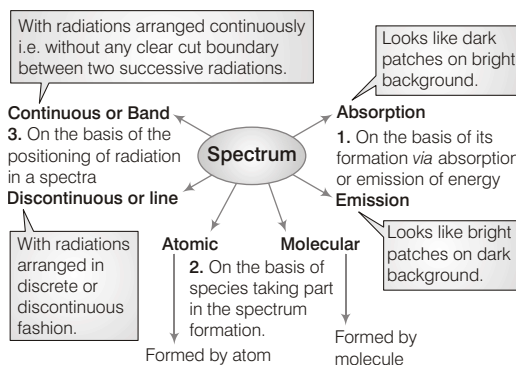 With radiations arranged continuously
i.e. without any clear cut boundary
between two successive radiations.
Looks like dark
patches on bright
background.
Continuous or Band
3. On the basis of the
positioning of radiation
in a spectra
Discontinuous or line
Spectrum
Absorption
1. On the basis of its
formation via absorption
or emission of energy
Emission
With radiations
arranged in
discrete or
discontinuous
fashion.
Atomic
Molecular
2. On the basis of
species taking part
in the spectrum
formation.
Looks like bright
patches on dark
background.
Formed by atom
Formed by
molecule